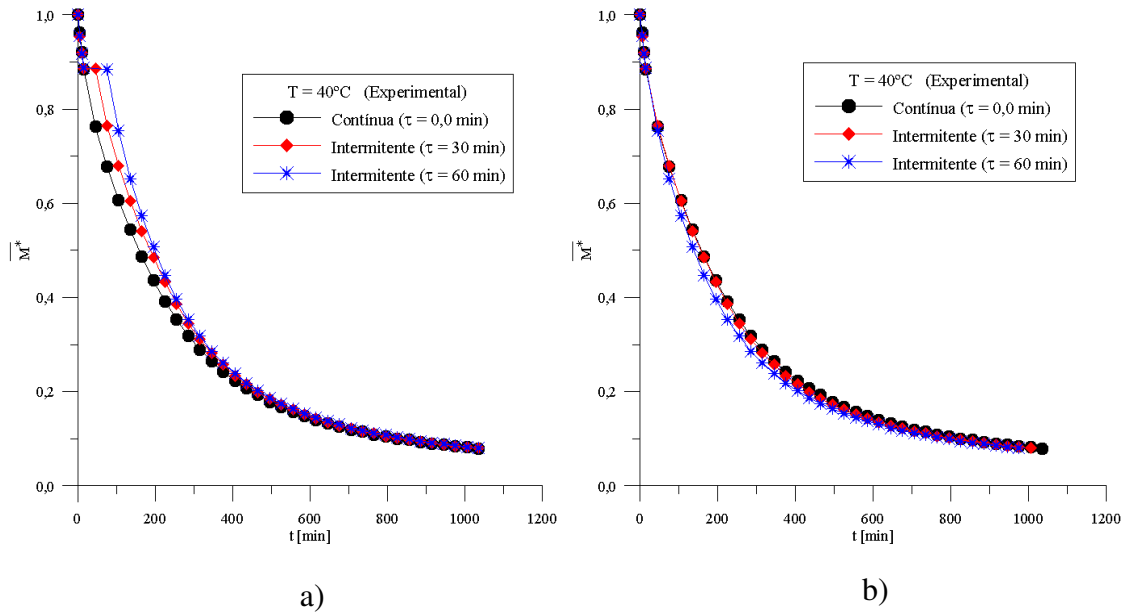 1,0
0,8
0,6
0,4
0,2
0,0
M*
T = 40°C (Experimental)
Contínua (τ = 0,0 min)
Intermitente (τ = 30 min)
Intermitente (τ = 60 min)
0 200 400 600 800 1000 1200
t [min]
a)
1,0
0,8
0,6
0,4
0,2
0,0
M*
T = 40°C (Experimental)
Contínua (τ = 0,0 min)
Intermitente (τ = 30 min)
Intermitente (τ = 60 min)
0 200 400 600 800 1000 1200
t [min]
b)